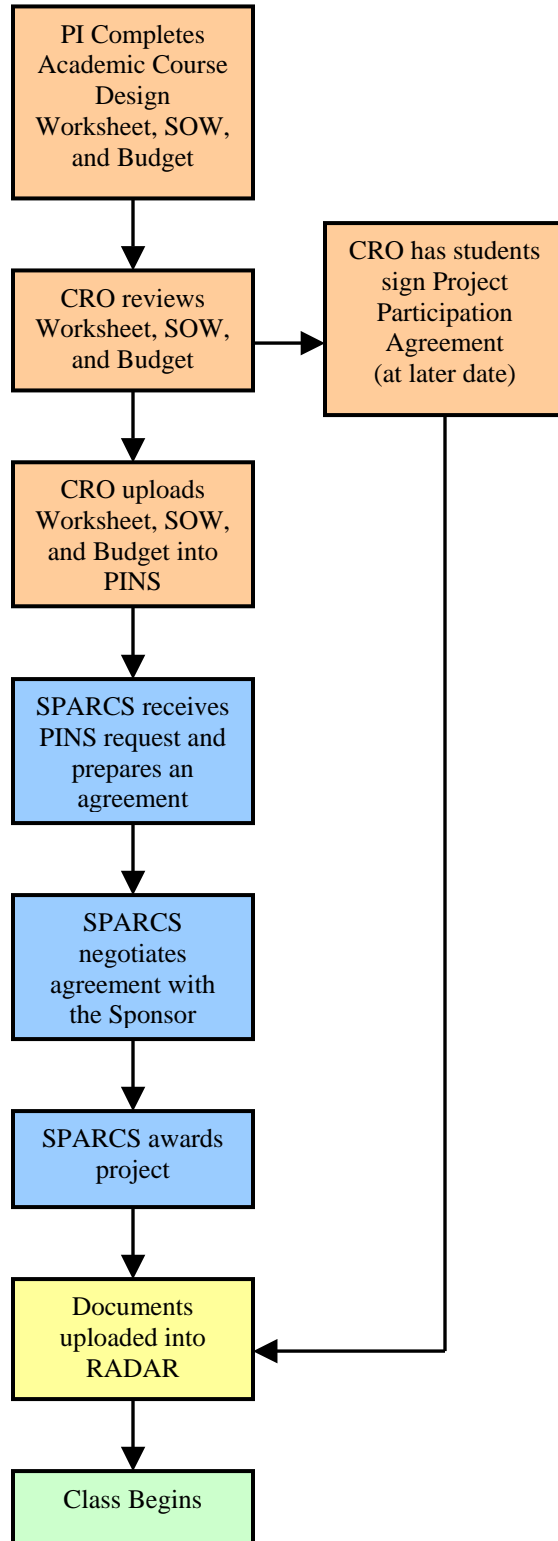 PI Completes
Academic Course
Design
Worksheet, SOW,
and Budget
CRO reviews
Worksheet, SOW,
and Budget
CRO has students
sign Project
Participation
Agreement
(at later date)
CRO uploads
Worksheet, SOW,
and Budget into
PINS
SPARCS receives
PINS request and
prepares an
agreement
SPARCS
negotiates
agreement with
the Sponsor
SPARCS awards
project
Documents
uploaded into
RADAR
Class Begins